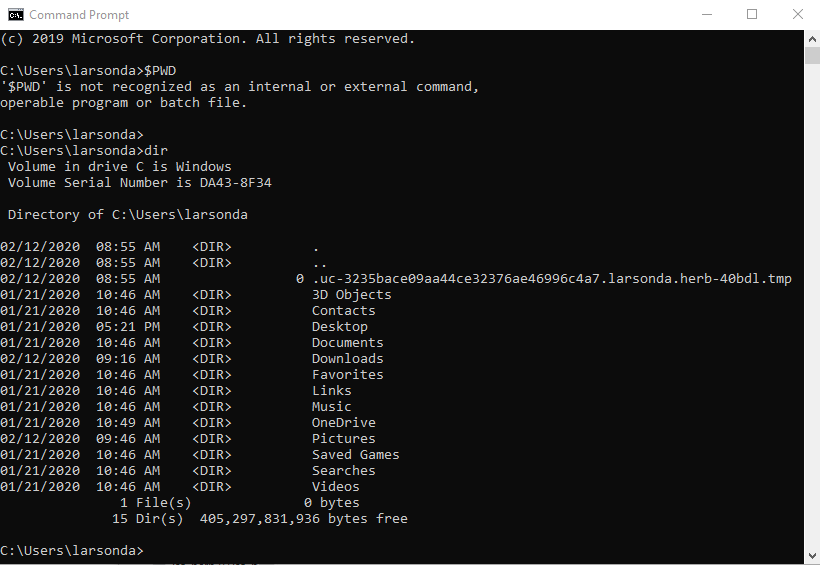 Command Prompt
(c) 2019 Microsoft Corporation. All rights reserved.
C:\Users\larsonda>$PWD
'$PWD' is not recognized as an internal or external command,
operable program or batch file.
C:\Users\larsonda>
C:\Users\larsonda>dir
 Volume in drive C is Windows
 Volume Serial Number is DA43-8F34
 Directory of C:\Users\larsonda
02/12/2020  08:55 AM    <DIR>          .
02/12/2020  08:55 AM    <DIR>          ..
02/12/2020  08:55 AM                 0 .uc-3235bace09aa44ce32376ae46996c4a7.larsonda.herb-40bdl.tmp
01/21/2020  10:46 AM    <DIR>          3D Objects
01/21/2020  10:46 AM    <DIR>          Contacts
01/21/2020  05:21 PM    <DIR>          Desktop
01/21/2020  10:46 AM    <DIR>          Documents
02/12/2020  09:16 AM    <DIR>          Downloads
01/21/2020  10:46 AM    <DIR>          Favorites
01/21/2020  10:46 AM    <DIR>          Links
01/21/2020  10:46 AM    <DIR>          Music
01/21/2020  10:49 AM    <DIR>          OneDrive
02/12/2020  09:46 AM    <DIR>          Pictures
01/21/2020  10:46 AM    <DIR>          Saved Games
01/21/2020  10:46 AM    <DIR>          Searches
01/21/2020  10:46 AM    <DIR>          Videos
               1 File(s)              0 bytes
              15 Dir(s)  405,297,831,936 bytes free
C:\Users\larsonda>